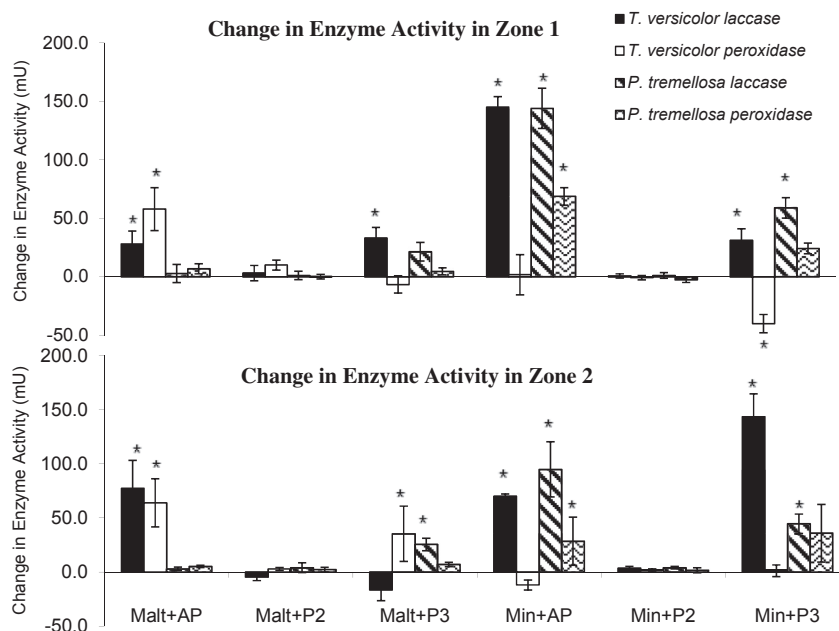 Change in Enzyme Activity in Zone 1
T. versicolor laccase
T. versicolor peroxidase
P. tremellosa laccase
P. tremellosa peroxidase
Change in Enzyme Activity (mU)
200.0
150.0
100.0
50.0
0.0
-50.0
* * * * * * * * *
Change in Enzyme Activity in Zone 2
Change in Enzyme Activity (mU)
200.0
150.0
100.0
50.0
0.0
-50.0
* * * * * * * * *
Malt+AP Malt+P2 Malt+P3 Min+AP Min+P2 Min+P3